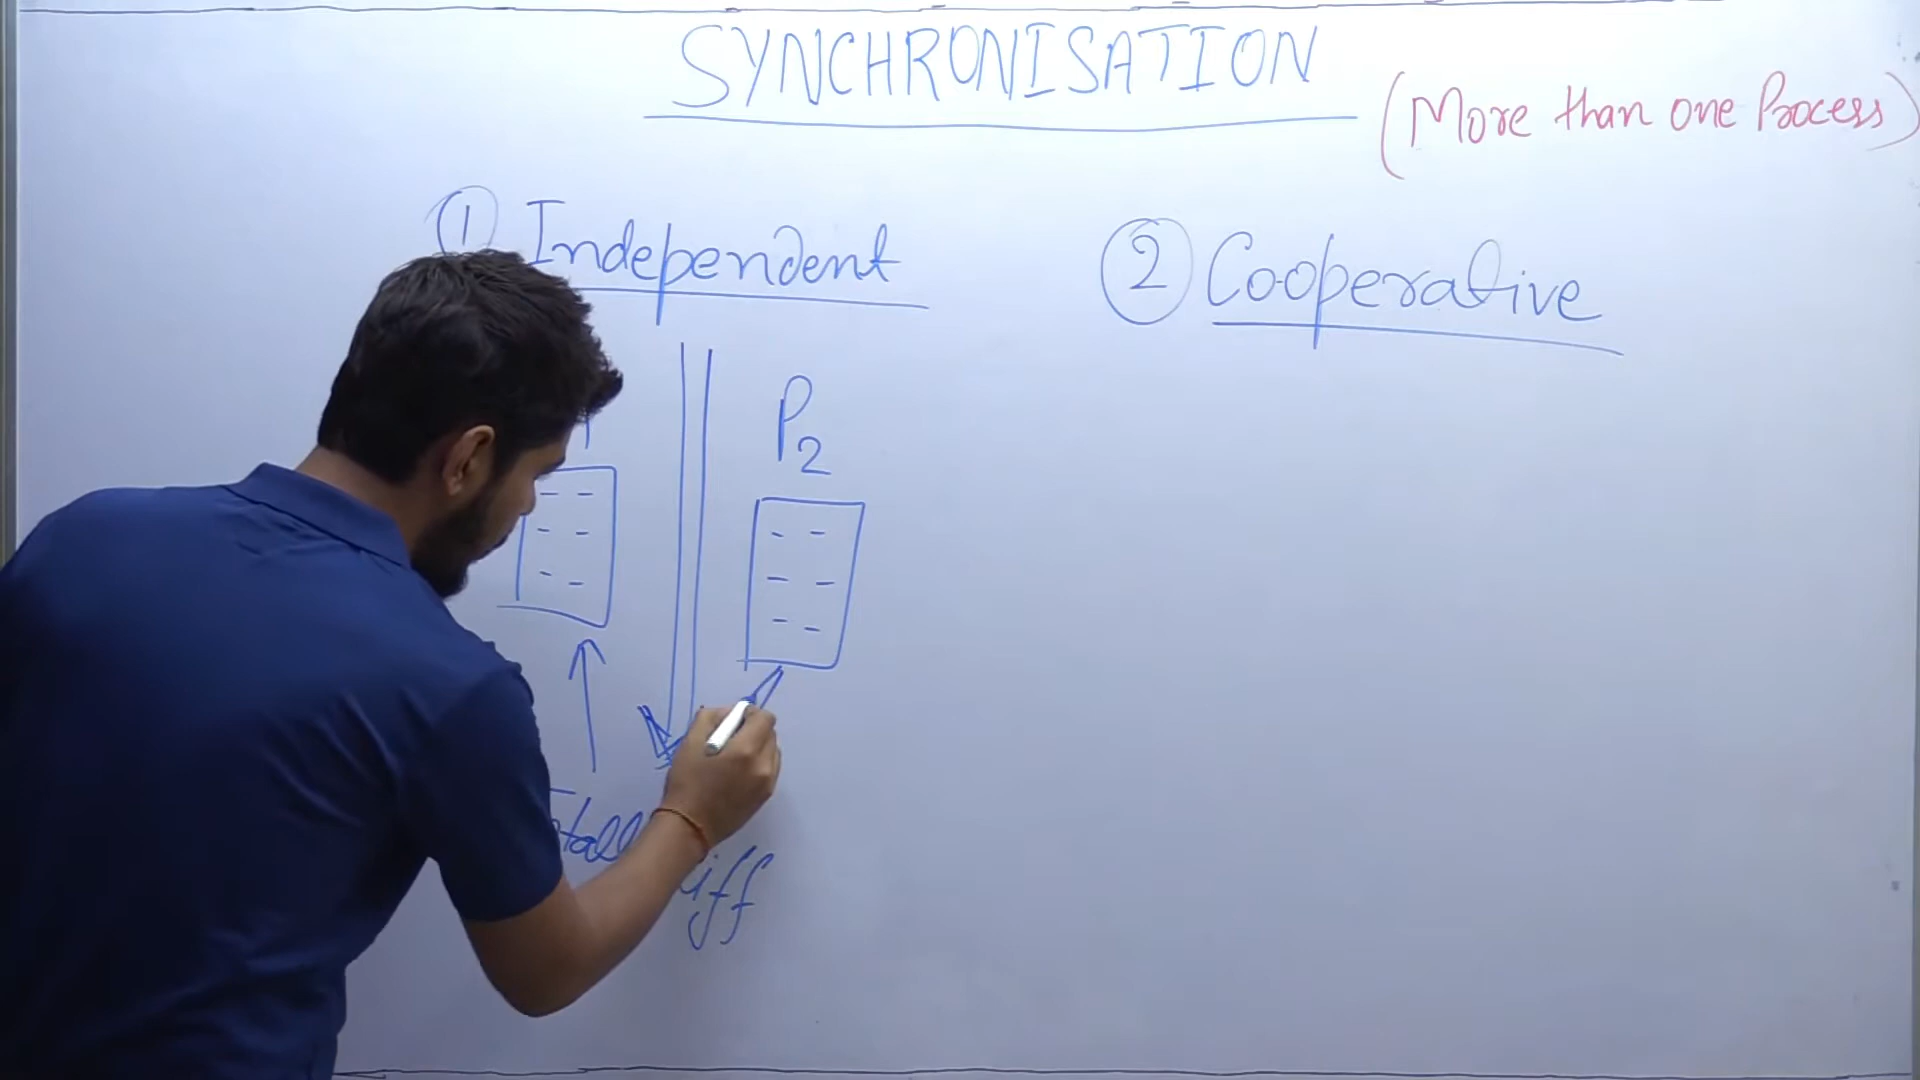 SYNCHRONISATION
(More than one Process)
① Independent
② Cooperative
P2